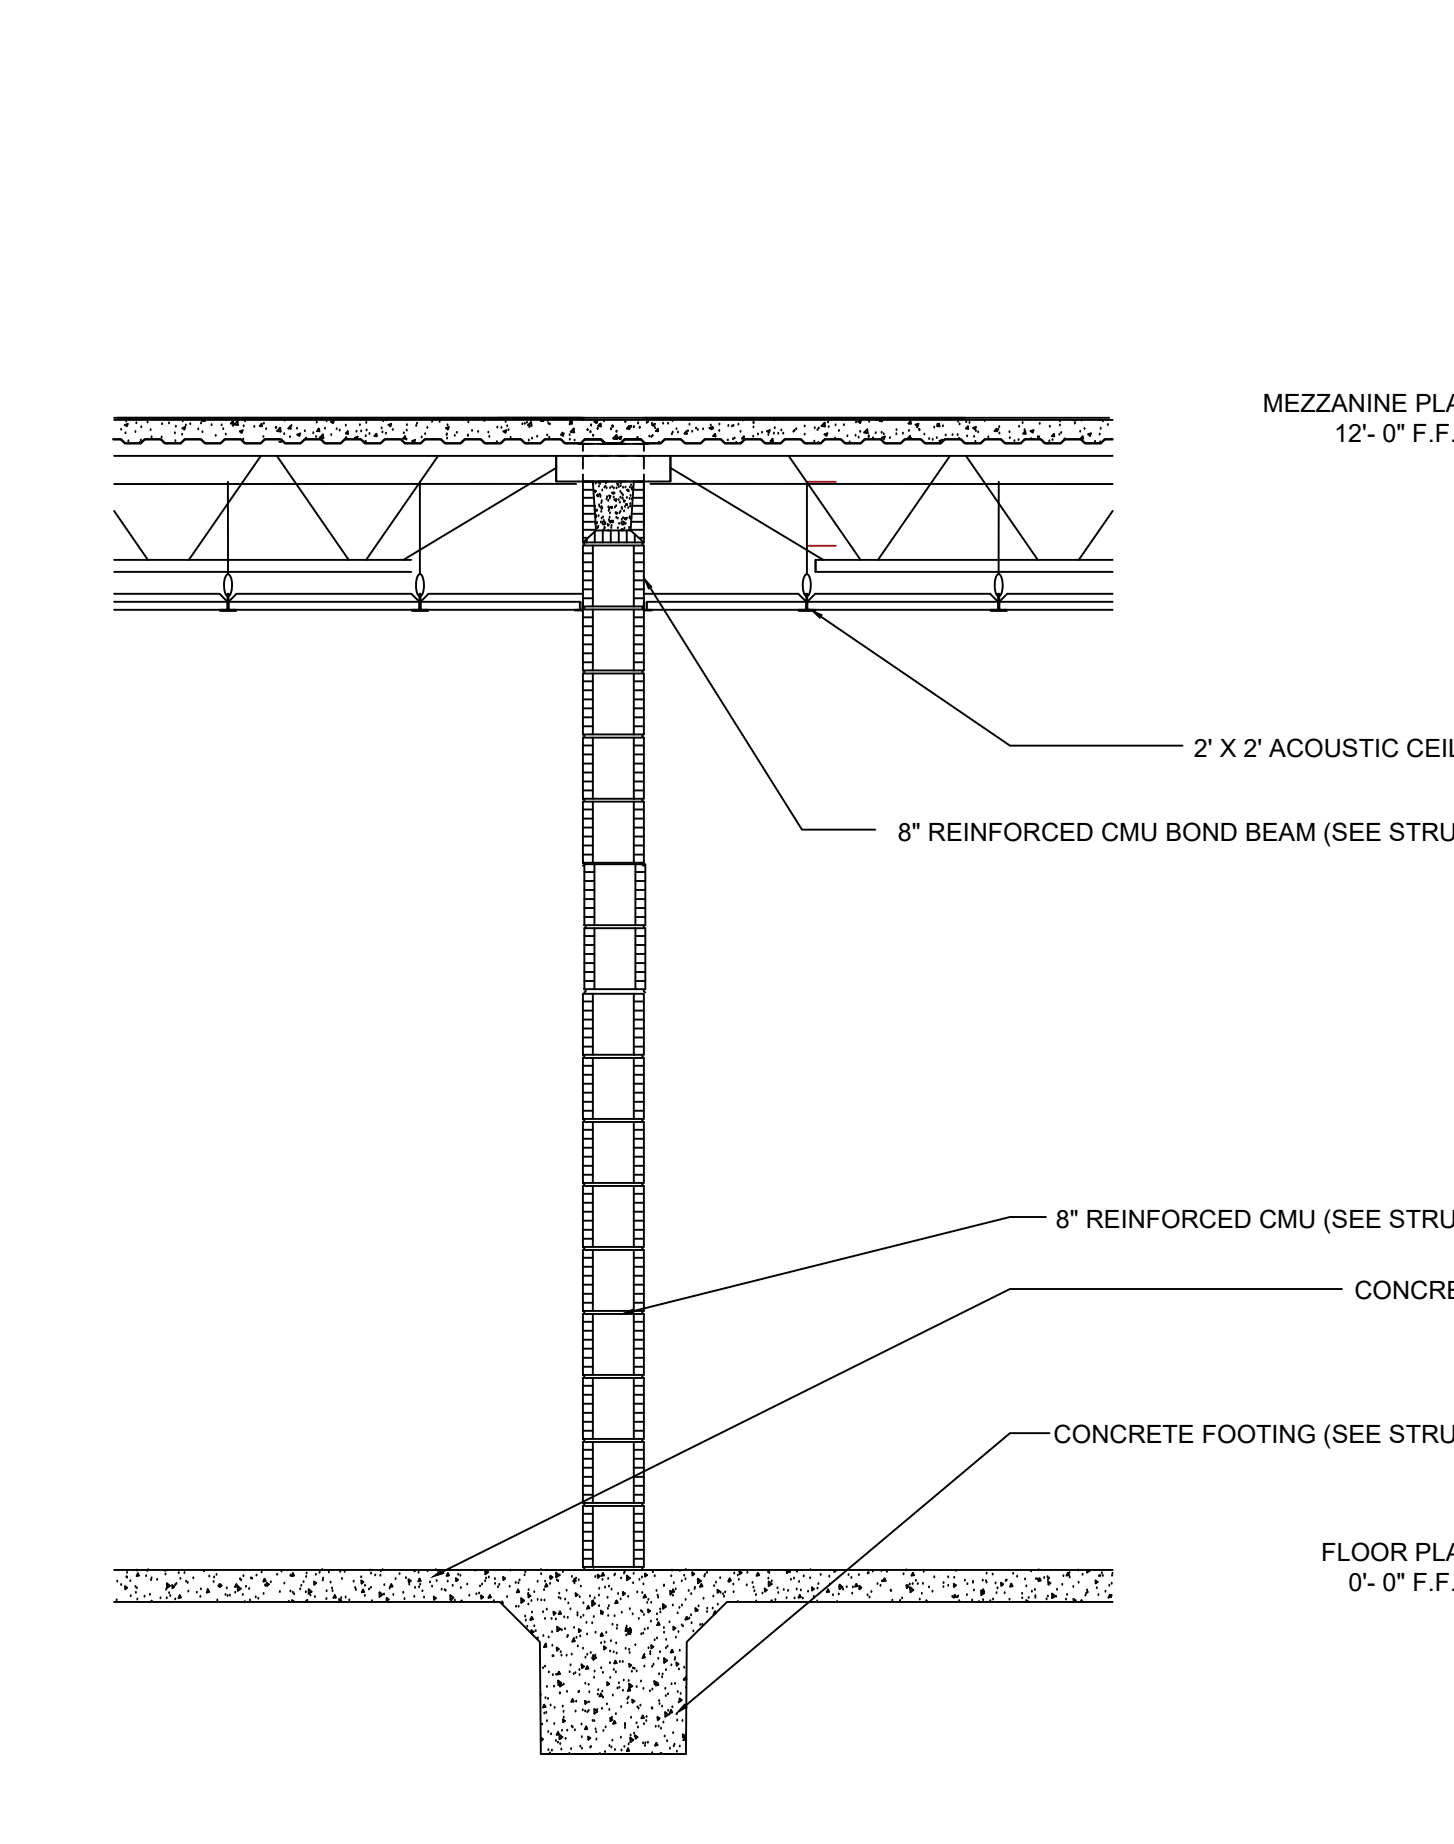 MEZZANINE PLA
12'- 0" F.F.
2' X 2' ACOUSTIC CEIL
8" REINFORCED CMU BOND BEAM (SEE STRU
8" REINFORCED CMU (SEE STRU
CONCRE
CONCRETE FOOTING (SEE STRU
FLOOR PLA
0'- 0" F.F.